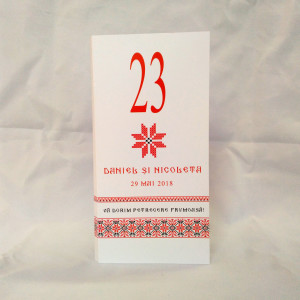 23
DANIEL ȘI NICOLETA
29 MAI 2018
VĂ DORIM PETRECERE FRUMOASĂ!